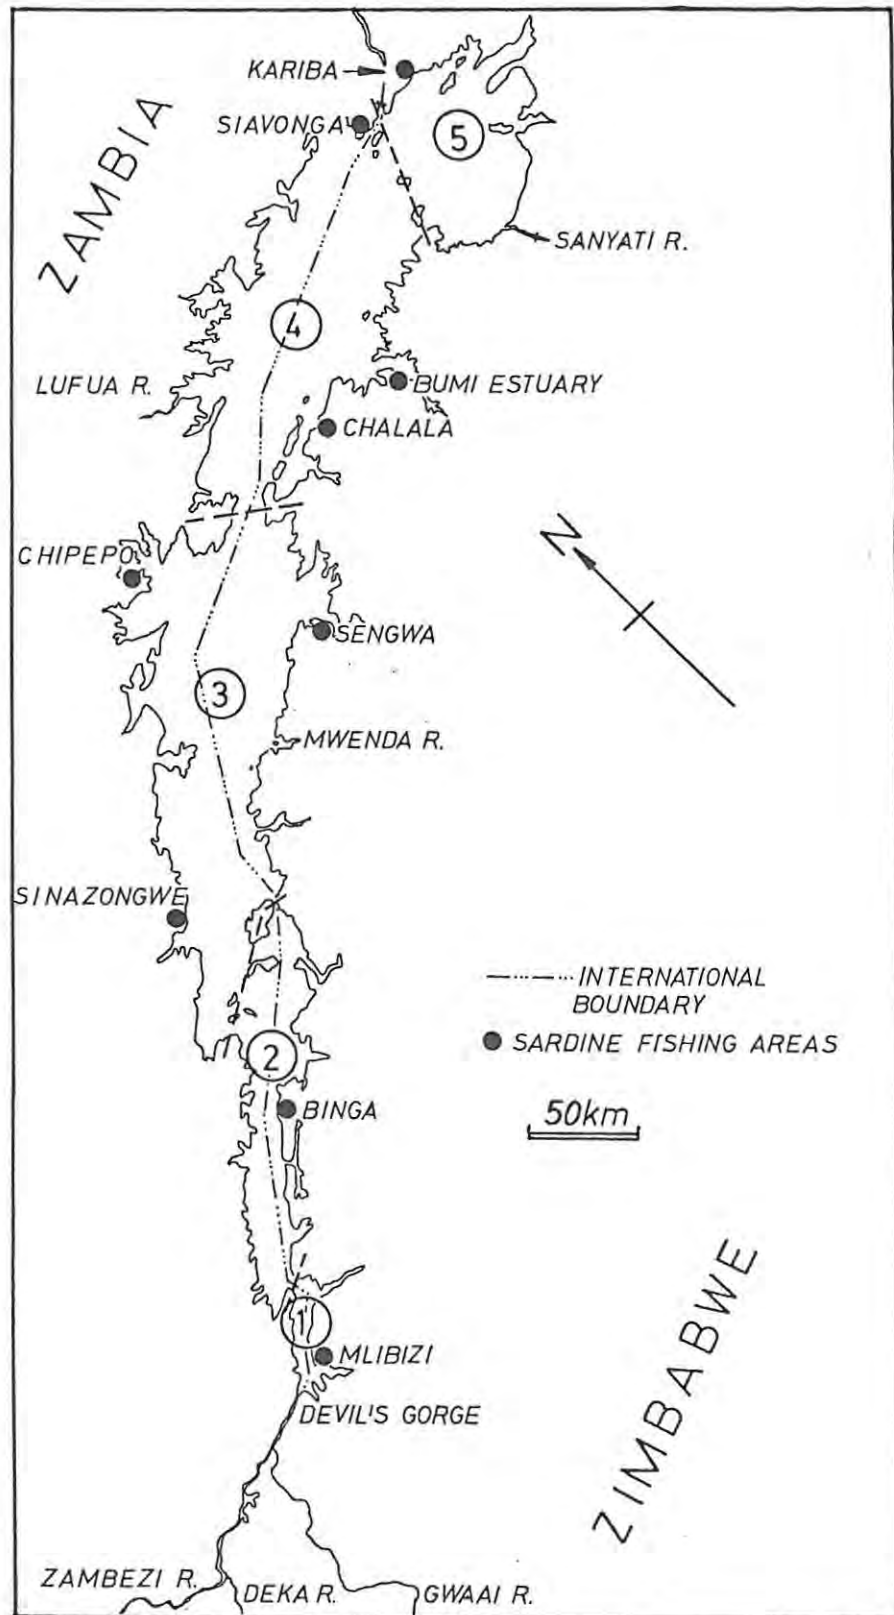 KARIBA
SIAVONGA
5
ZAMBIA
SANYATI R.
4
LUFUA R.
BUMI ESTUARY
CHALALA
N
CHIPEPO
SENGWA
3
MWENDA R.
SINAZONGWE
INTERNATIONAL
BOUNDARY
SARDINE FISHING AREAS
2
BINGA
50km
1
MLIBIZI
DEVIL'S GORGE
ZIMBABWE
ZAMBEZI R.
DEKA R.
GWAAI R.